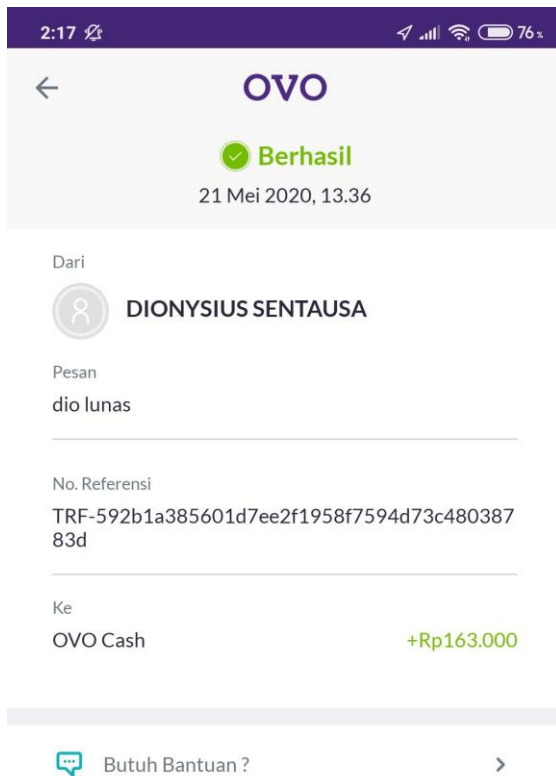 2:17 76%
OVO
Berhasil
21 Mei 2020, 13.36
Dari
DIONYSIUS SENTAUSA
Pesan
dio lunas
No. Referensi
TRF-592b1a385601d7ee2f1958f7594d73c480387
83d
Ke
OVO Cash +Rp163.000
Butuh Bantuan ?